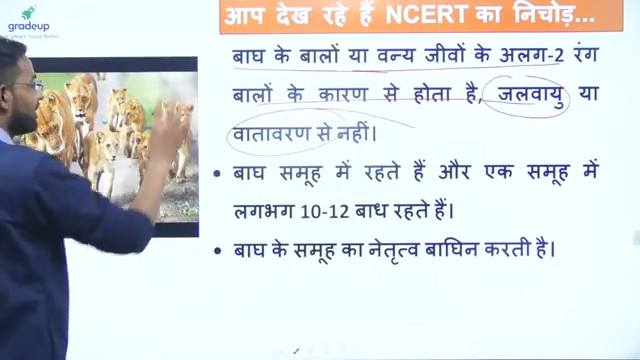 gradeup
आप देख रहे हैं NCERT का निचोड़...
बाघ के बालों या वन्य जीवों के अलग-2 रंग
बालों के कारण से होता है, जलवायु या
वातावरण से नहीं।
• बाघ समूह में रहते हैं और एक समूह में
लगभग 10-12 बाध रहते हैं।
• बाघ के समूह का नेतृत्व बाघिन करती है।